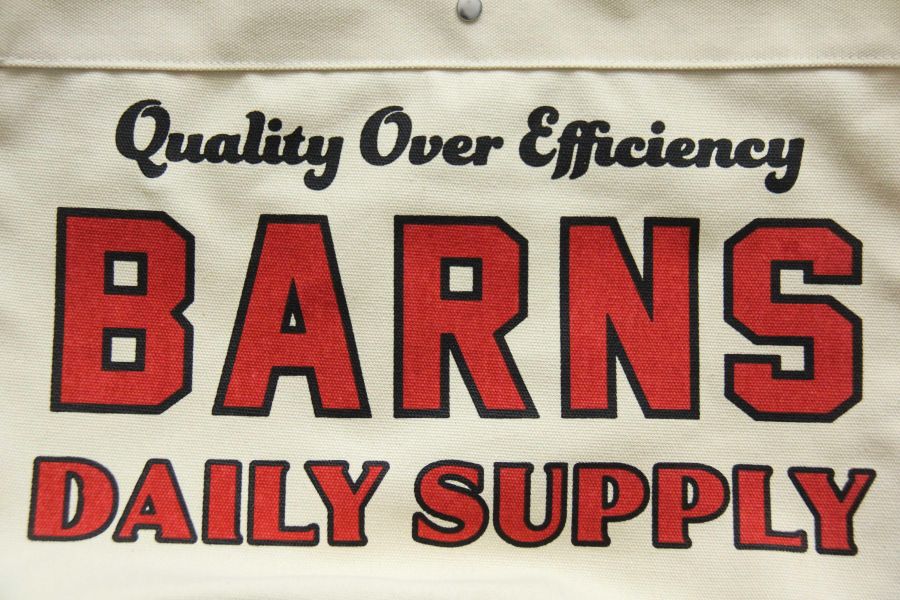 Quality Over Efficiency
BARNS
DAILY SUPPLY